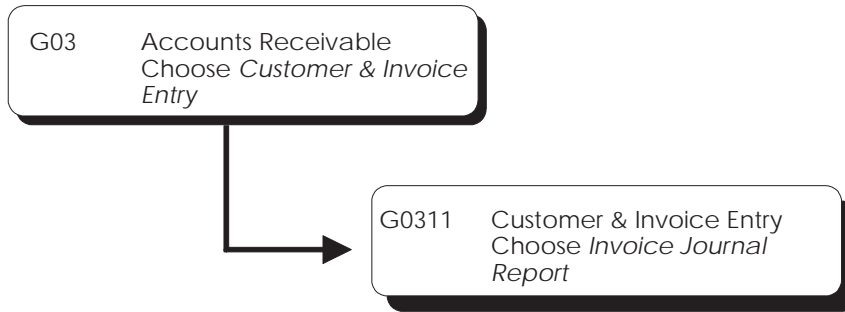 G03 Accounts Receivable
Choose Customer & Invoice
Entry
G0311 Customer & Invoice Entry
Choose Invoice Journal
Report